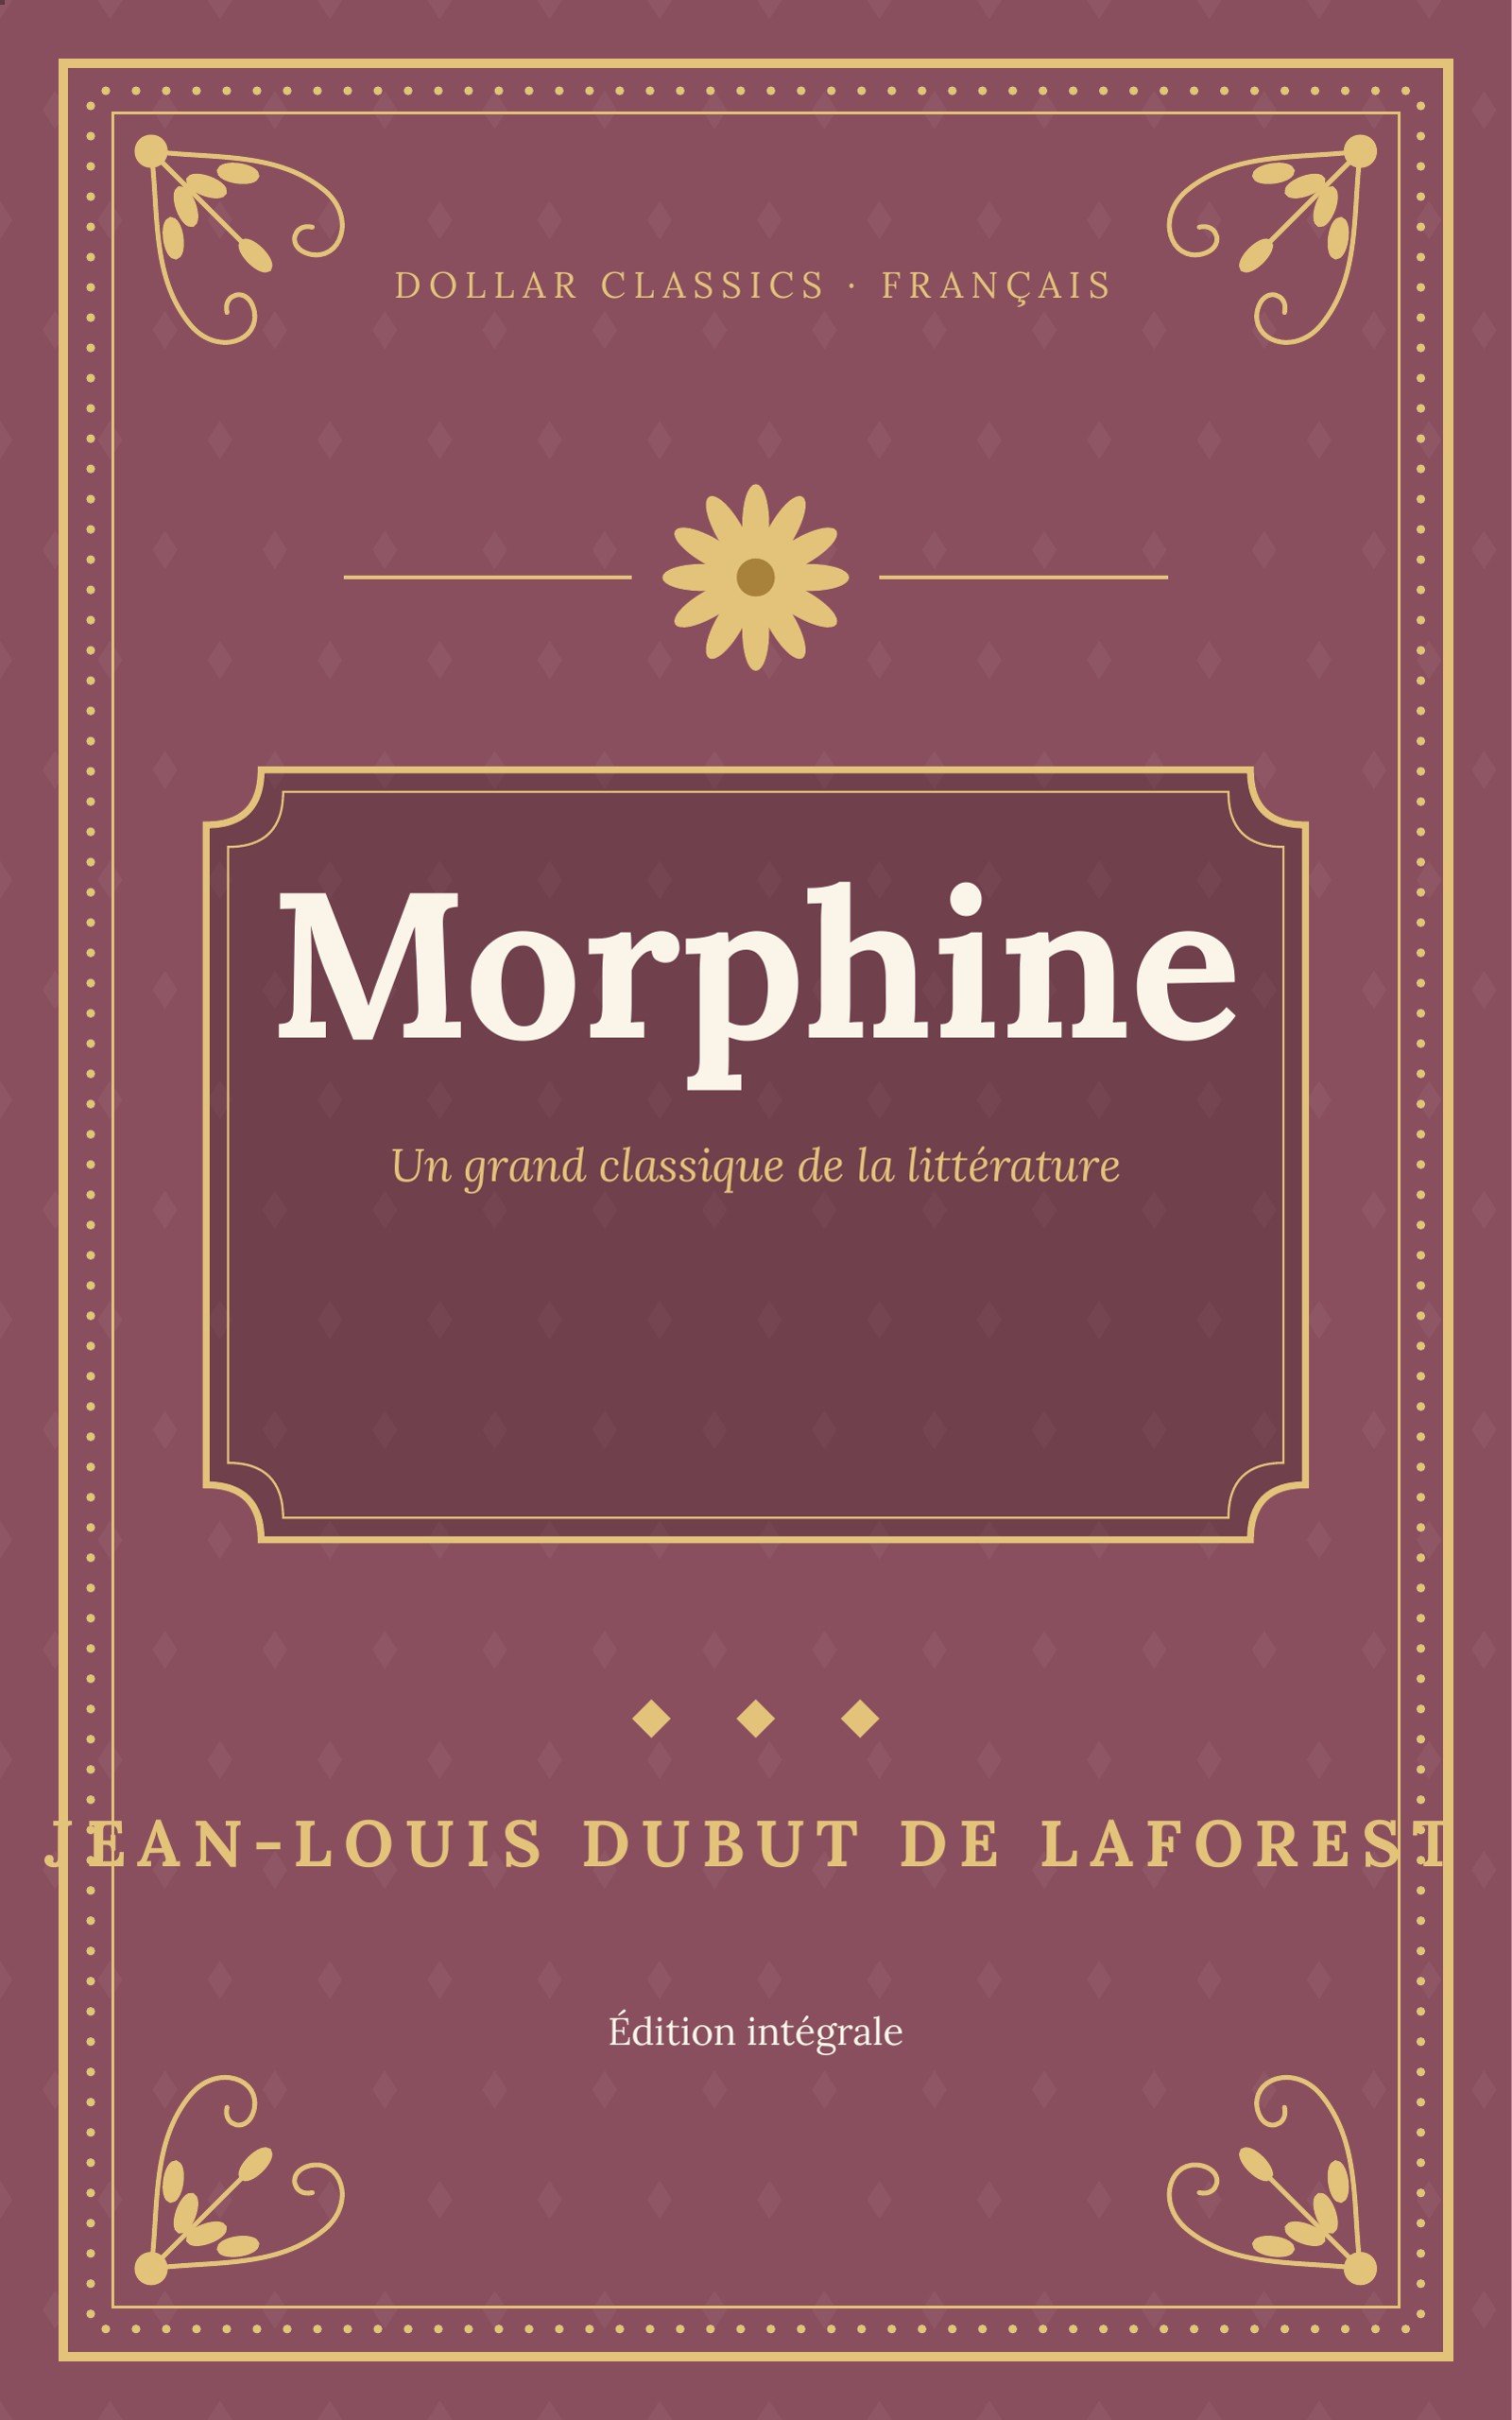 DOLLAR CLASSICS · FRANÇAIS
Morphine
Un grand classique de la littérature
JEAN-LOUIS DUBUT DE LAFOREST
Édition intégrale